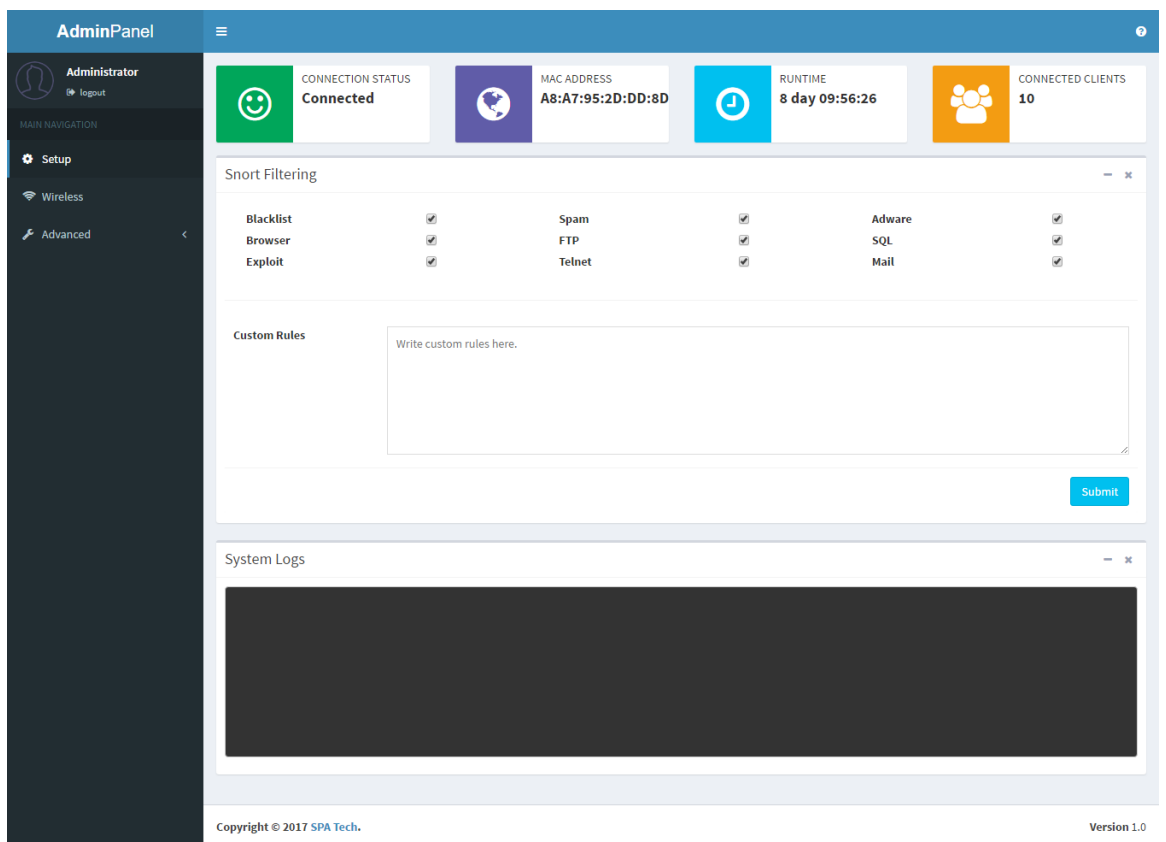 AdminPanel
Administrator
logout
MAIN NAVIGATION
Setup
Wireless
Advanced
CONNECTION STATUS
Connected
MAC ADDRESS
A8:A7:95:2D:DD:8D
RUNTIME
8 day 09:56:26
CONNECTED CLIENTS
10
Snort Filtering
Blacklist Spam Adware
Browser FTP SQL
Exploit Telnet Mail
Custom Rules
Write custom rules here.
Submit
System Logs
Copyright © 2017 SPA Tech.
Version 1.0